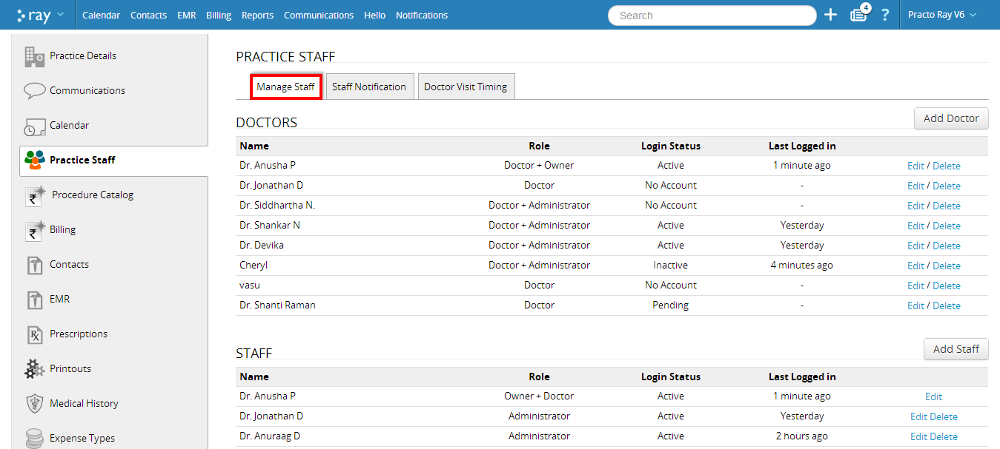 ray Calendar Contacts EMR Billing Reports Communications Hello Notifications Search 4 ? Practo Ray V6
Practice Details
Communications
Calendar
Practice Staff
₹ Procedure Catalog
₹ Billing
Contacts
EMR
Rx Prescriptions
Printouts
Medical History
Expense Types
PRACTICE STAFF
Manage Staff Staff Notification Doctor Visit Timing
DOCTORS Add Doctor
Name Role Login Status Last Logged in
Dr. Anusha P Doctor + Owner Active 1 minute ago Edit / Delete
Dr. Jonathan D Doctor No Account - Edit / Delete
Dr. Siddhartha N. Doctor + Administrator No Account - Edit / Delete
Dr. Shankar N Doctor + Administrator Active Yesterday Edit / Delete
Dr. Devika Doctor + Administrator Active Yesterday Edit / Delete
Cheryl Doctor + Administrator Inactive 4 minutes ago Edit / Delete
vasu Doctor No Account - Edit / Delete
Dr. Shanti Raman Doctor Pending - Edit / Delete
STAFF Add Staff
Name Role Login Status Last Logged in
Dr. Anusha P Owner + Doctor Active 1 minute ago Edit
Dr. Jonathan D Administrator Active Yesterday Edit Delete
Dr. Anuraag D Administrator Active 2 hours ago Edit Delete